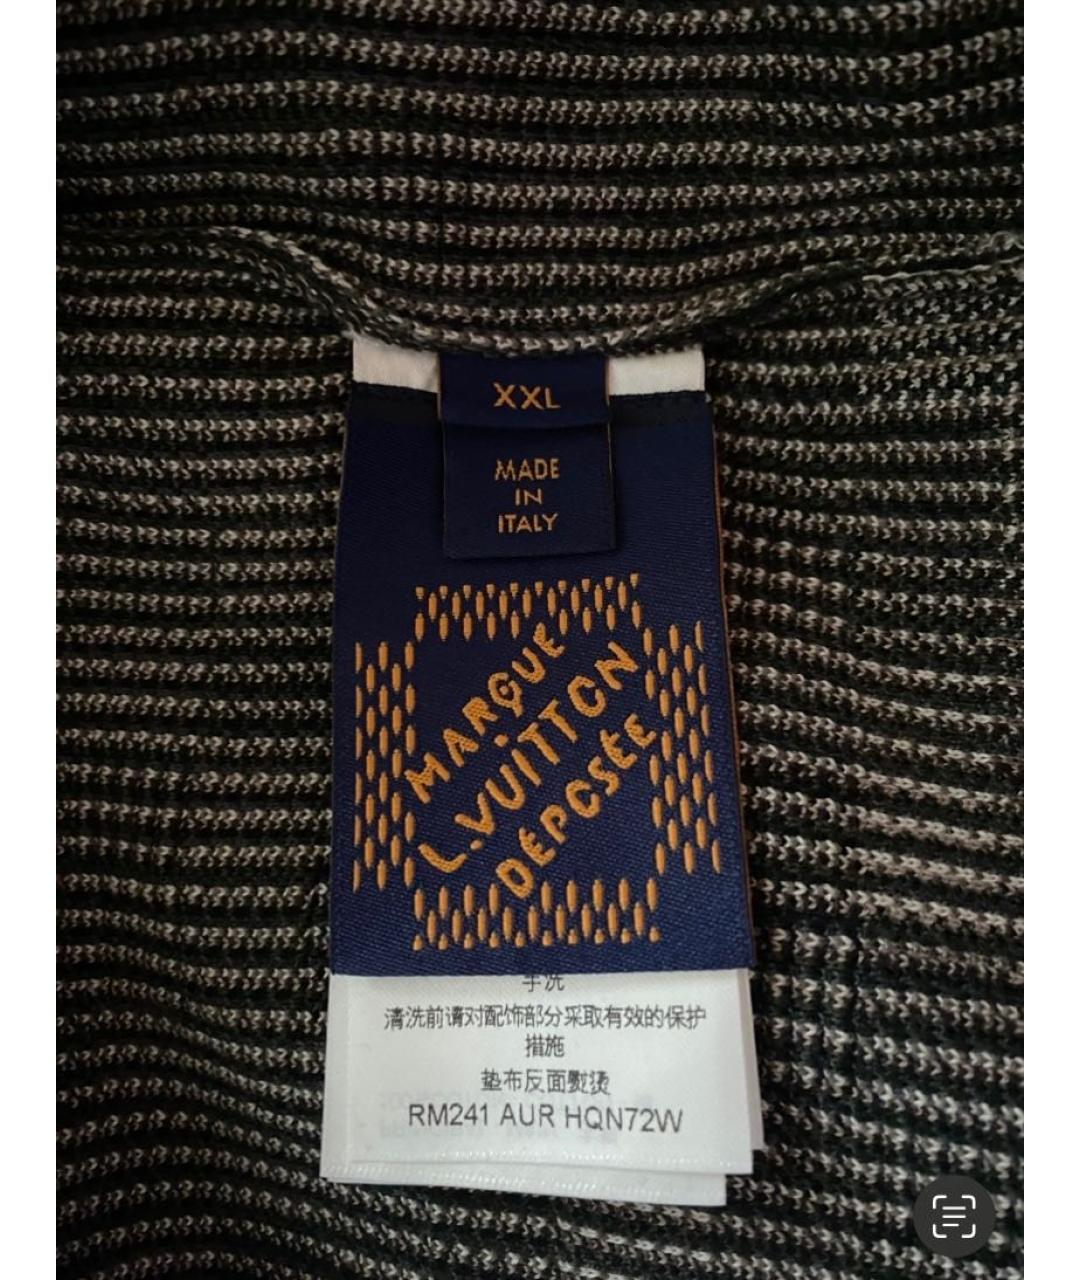 XXL
MADE
IN
ITALY
MARQUE
L.VUITTON
DÉPOSÉE
手洗
清洗前请对配饰部分采取有效的保护
措施
垫布反面熨烫
RM241 AUR HQN72W